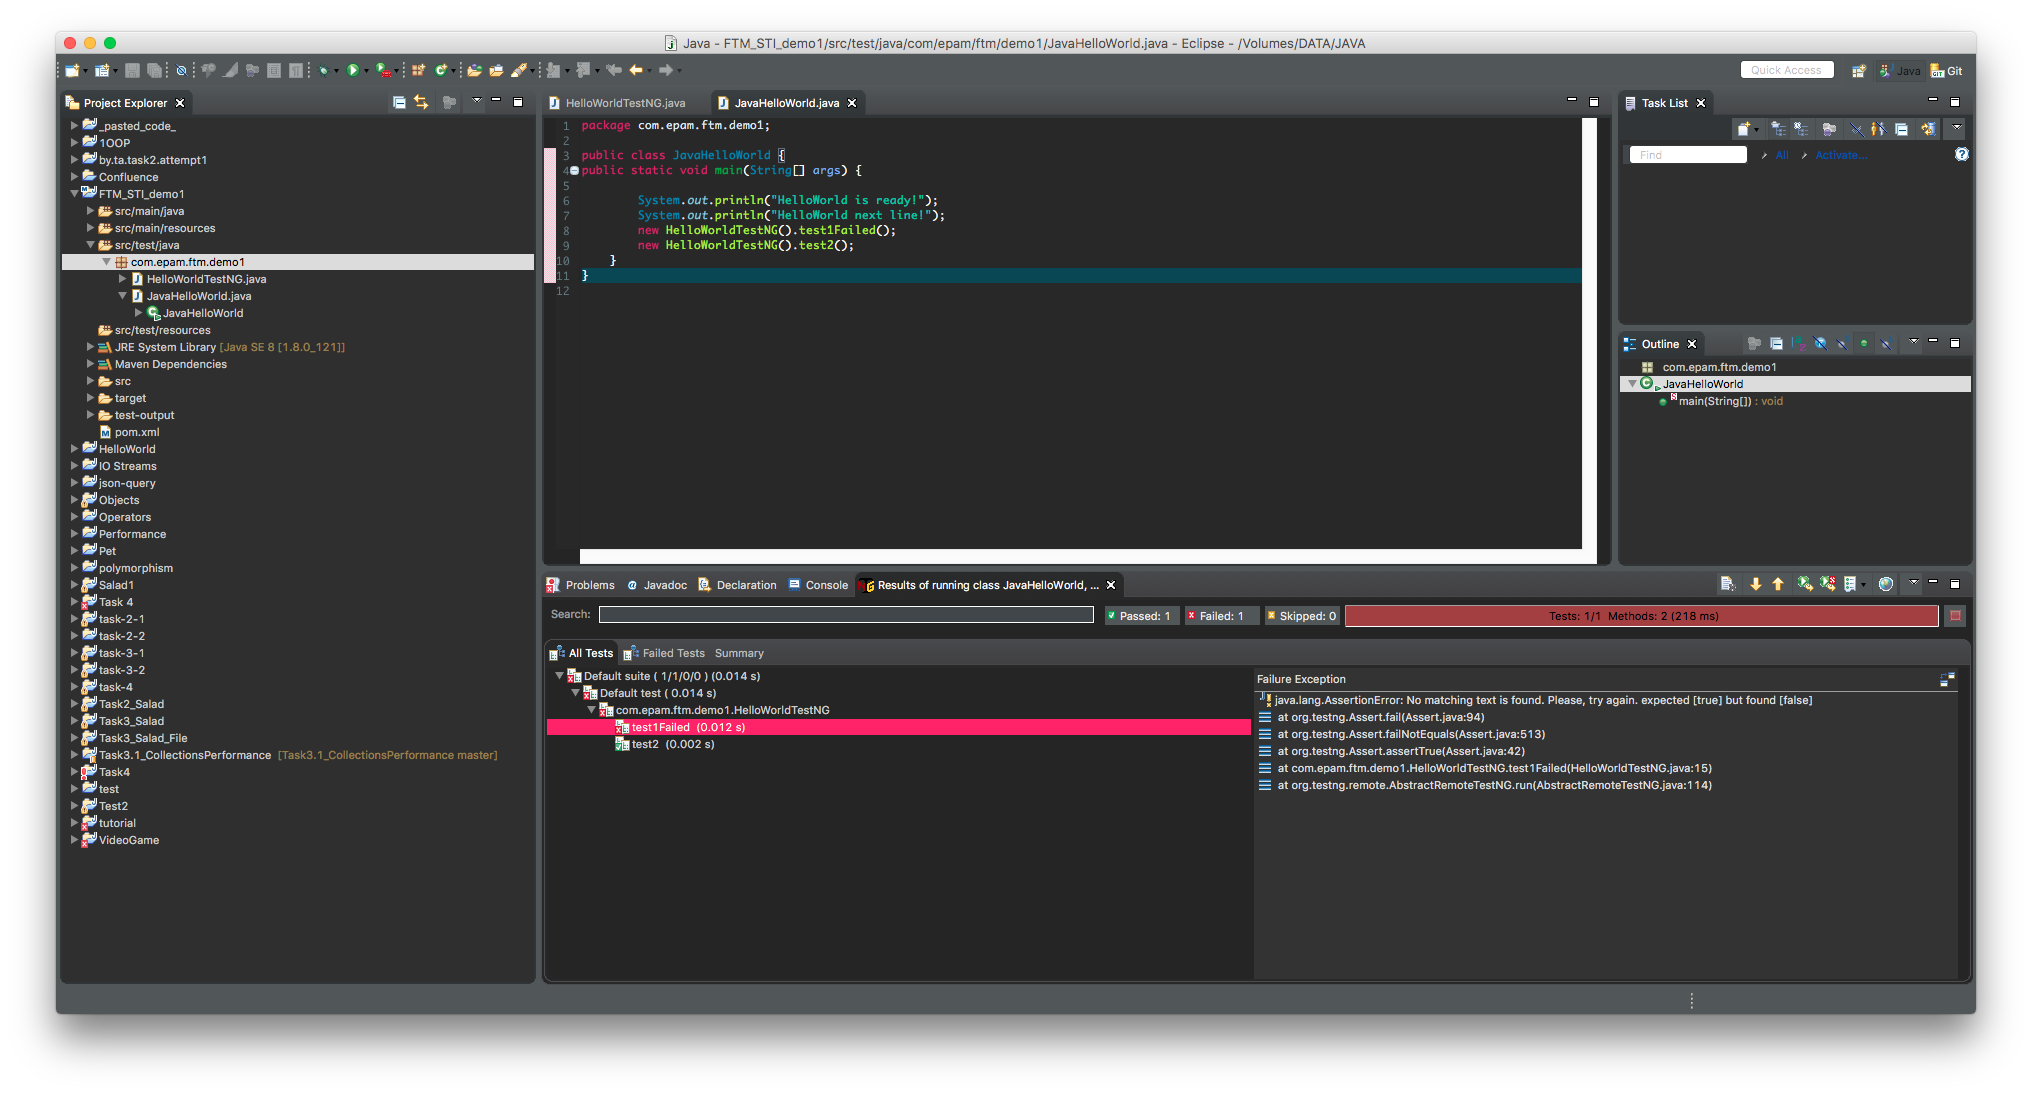 Java - FTM_STI_demo1/src/test/java/com/epam/ftm/demo1/JavaHelloWorld.java - Eclipse - /Volumes/DATA/JAVA
Quick Access
Java
Git
Project Explorer
_pasted_code_
1OOP
by.ta.task2.attempt1
Confluence
FTM_STI_demo1
src/main/java
src/main/resources
src/test/java
com.epam.ftm.demo1
HelloWorldTestNG.java
JavaHelloWorld.java
JavaHelloWorld
src/test/resources
JRE System Library [Java SE 8 [1.8.0_121]]
Maven Dependencies
src
target
test-output
pom.xml
HelloWorld
IO Streams
json-query
Objects
Operators
Performance
Pet
polymorphism
Salad1
Task 4
task-2-1
task-2-2
task-3-1
task-3-2
task-4
Task2_Salad
Task3_Salad
Task3_Salad_File
Task3.1_CollectionsPerformance [Task3.1_CollectionsPerformance master]
Task4
test
Test2
tutorial
VideoGame
HelloWorldTestNG.java
JavaHelloWorld.java
1 package com.epam.ftm.demo1;
2
3 public class JavaHelloWorld {
4 public static void main(String[] args) {
5
6 System.out.println("HelloWorld is ready!");
7 System.out.println("HelloWorld next line!");
8 new HelloWorldTestNG().test1Failed();
9 new HelloWorldTestNG().test2();
10 }
11 }
12
Task List
Find
All
Activate...
Outline
com.epam.ftm.demo1
JavaHelloWorld
main(String[]) : void
Problems
Javadoc
Declaration
Console
Results of running class JavaHelloWorld, ...
Search:
Passed: 1
Failed: 1
Skipped: 0
Tests: 1/1 Methods: 2 (218 ms)
All Tests
Failed Tests
Summary
Default suite ( 1/1/0/0 ) (0.014 s)
Default test ( 0.014 s)
com.epam.ftm.demo1.HelloWorldTestNG
test1Failed (0.012 s)
test2 (0.002 s)
Failure Exception
java.lang.AssertionError: No matching text is found. Please, try again. expected [true] but found [false]
at org.testng.Assert.fail(Assert.java:94)
at org.testng.Assert.failNotEquals(Assert.java:513)
at org.testng.Assert.assertTrue(Assert.java:42)
at com.epam.ftm.demo1.HelloWorldTestNG.test1Failed(HelloWorldTestNG.java:15)
at org.testng.remote.AbstractRemoteTestNG.run(AbstractRemoteTestNG.java:114)